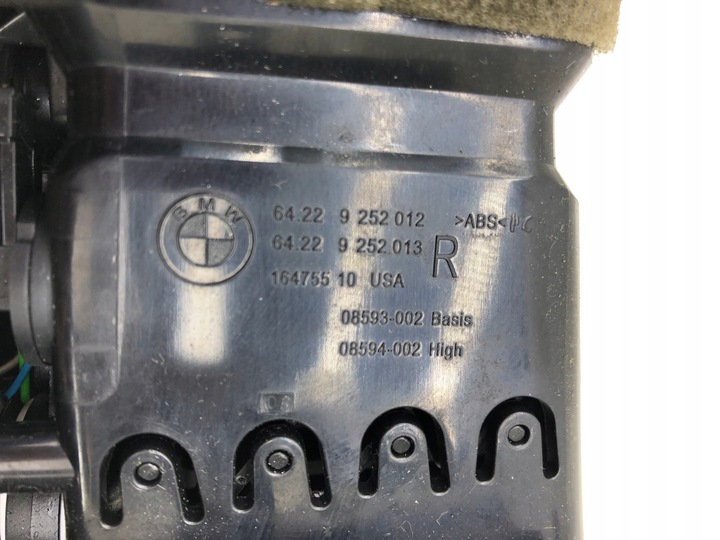 BMW
64.22 9 252 012 >ABS<
64.22 9 252.013 R
164755 10 USA
08593-002 Basis
08594-002 High